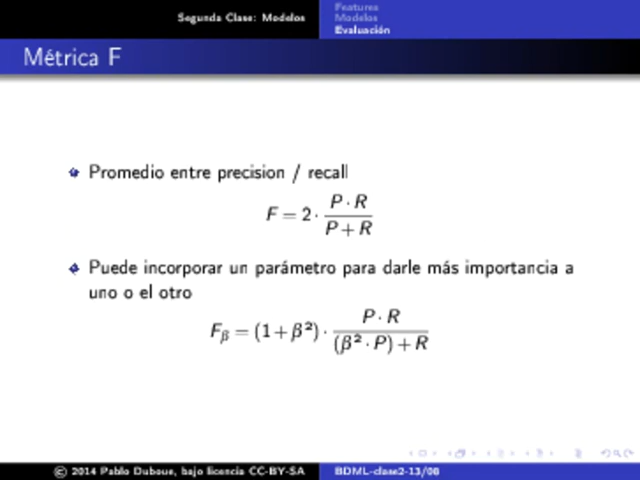 Segunda Clase: Modelos
Features
Modelos
Evaluación
Métrica F
Promedio entre precision / recall
F = 2 · P · R / P + R
Puede incorporar un parámetro para darle más importancia a
uno o el otro
Fβ = (1 + β²) · P · R / (β² · P) + R
© 2014 Pablo Duboue, bajo licencia CC-BY-SA
BDML-clase2-13/08